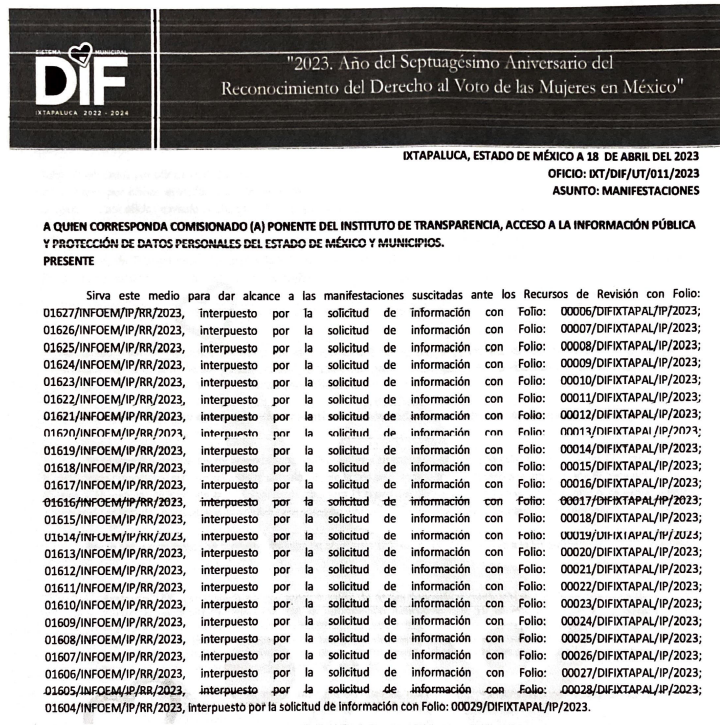 SISTEMA MUNICIPAL
DIF
IXTAPALUCA 2022 - 2024
"2023. Año del Septuagésimo Aniversario del
Reconocimiento del Derecho al Voto de las Mujeres en México"
IXTAPALUCA, ESTADO DE MÉXICO A 18 DE ABRIL DEL 2023
OFICIO: IXT/DIF/UT/011/2023
ASUNTO: MANIFESTACIONES
A QUIEN CORRESPONDA COMISIONADO (A) PONENTE DEL INSTITUTO DE TRANSPARENCIA, ACCESO A LA INFORMACIÓN PÚBLICA
Y PROTECCIÓN DE DATOS PERSONALES DEL ESTADO DE MÉXICO Y MUNICIPIOS.
PRESENTE
Sirva este medio para dar alcance a las manifestaciones suscitadas ante los Recursos de Revisión con Folio:
01627/INFOEM/IP/RR/2023, interpuesto por la solicitud de información con Folio: 00006/DIFIXTAPAL/IP/2023;
01626/INFOEM/IP/RR/2023, interpuesto por la solicitud de información con Folio: 00007/DIFIXTAPAL/IP/2023;
01625/INFOEM/IP/RR/2023, interpuesto por la solicitud de información con Folio: 00008/DIFIXTAPAL/IP/2023;
01624/INFOEM/IP/RR/2023, interpuesto por la solicitud de información con Folio: 00009/DIFIXTAPAL/IP/2023;
01623/INFOEM/IP/RR/2023, interpuesto por la solicitud de información con Folio: 00010/DIFIXTAPAL/IP/2023;
01622/INFOEM/IP/RR/2023, interpuesto por la solicitud de información con Folio: 00011/DIFIXTAPAL/IP/2023;
01621/INFOEM/IP/RR/2023, interpuesto por la solicitud de información con Folio: 00012/DIFIXTAPAL/IP/2023;
01620/INFOEM/IP/RR/2023, interpuesto por la solicitud de información con Folio: 00013/DIFIXTAPAL/IP/2023;
01619/INFOEM/IP/RR/2023, interpuesto por la solicitud de información con Folio: 00014/DIFIXTAPAL/IP/2023;
01618/INFOEM/IP/RR/2023, interpuesto por la solicitud de información con Folio: 00015/DIFIXTAPAL/IP/2023;
01617/INFOEM/IP/RR/2023, interpuesto por la solicitud de información con Folio: 00016/DIFIXTAPAL/IP/2023;
01616/INFOEM/IP/RR/2023, interpuesto por la solicitud de información con Folio: 00017/DIFIXTAPAL/IP/2023;
01615/INFOEM/IP/RR/2023, interpuesto por la solicitud de información con Folio: 00018/DIFIXTAPAL/IP/2023;
01614/INFOEM/IP/RR/2023, interpuesto por la solicitud de información con Folio: 00019/DIFIXTAPAL/IP/2023;
01613/INFOEM/IP/RR/2023, interpuesto por la solicitud de información con Folio: 00020/DIFIXTAPAL/IP/2023;
01612/INFOEM/IP/RR/2023, interpuesto por la solicitud de información con Folio: 00021/DIFIXTAPAL/IP/2023;
01611/INFOEM/IP/RR/2023, interpuesto por la solicitud de información con Folio: 00022/DIFIXTAPAL/IP/2023;
01610/INFOEM/IP/RR/2023, interpuesto por la solicitud de información con Folio: 00023/DIFIXTAPAL/IP/2023;
01609/INFOEM/IP/RR/2023, interpuesto por la solicitud de información con Folio: 00024/DIFIXTAPAL/IP/2023;
01608/INFOEM/IP/RR/2023, interpuesto por la solicitud de información con Folio: 00025/DIFIXTAPAL/IP/2023;
01607/INFOEM/IP/RR/2023, interpuesto por la solicitud de información con Folio: 00026/DIFIXTAPAL/IP/2023;
01606/INFOEM/IP/RR/2023, interpuesto por la solicitud de información con Folio: 00027/DIFIXTAPAL/IP/2023;
01605/INFOEM/IP/RR/2023, interpuesto por la solicitud de información con Folio: 00028/DIFIXTAPAL/IP/2023;
01604/INFOEM/IP/RR/2023, interpuesto por la solicitud de información con Folio: 00029/DIFIXTAPAL/IP/2023.